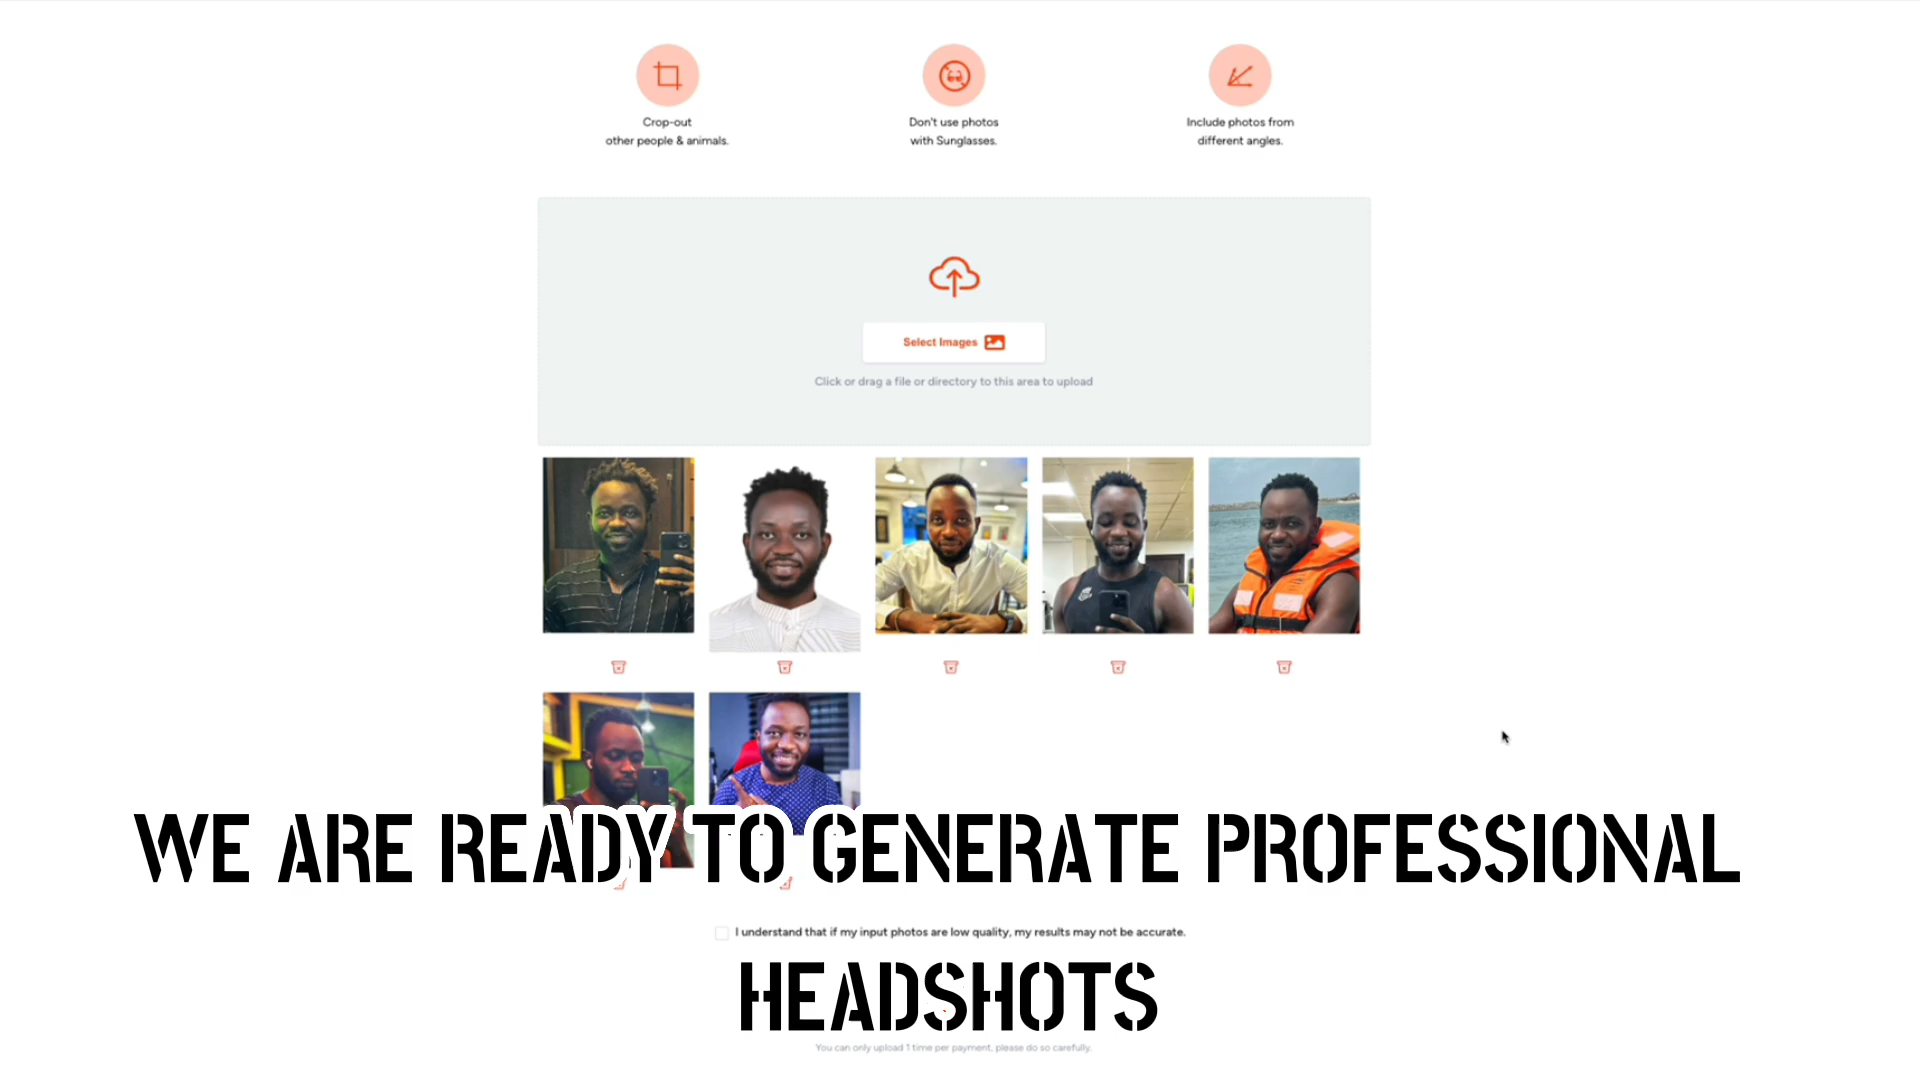 Crop-out
other people & animals.
Don't use photos
with Sunglasses.
Include photos from
different angles.
Select Images
Click or drag a file or directory to this area to upload
WE ARE READY TO GENERATE PROFESSIONAL
I understand that if my input photos are low quality, my results may not be accurate.
HEADSHOTS
You can only upload 1 time per payment, please do so carefully.